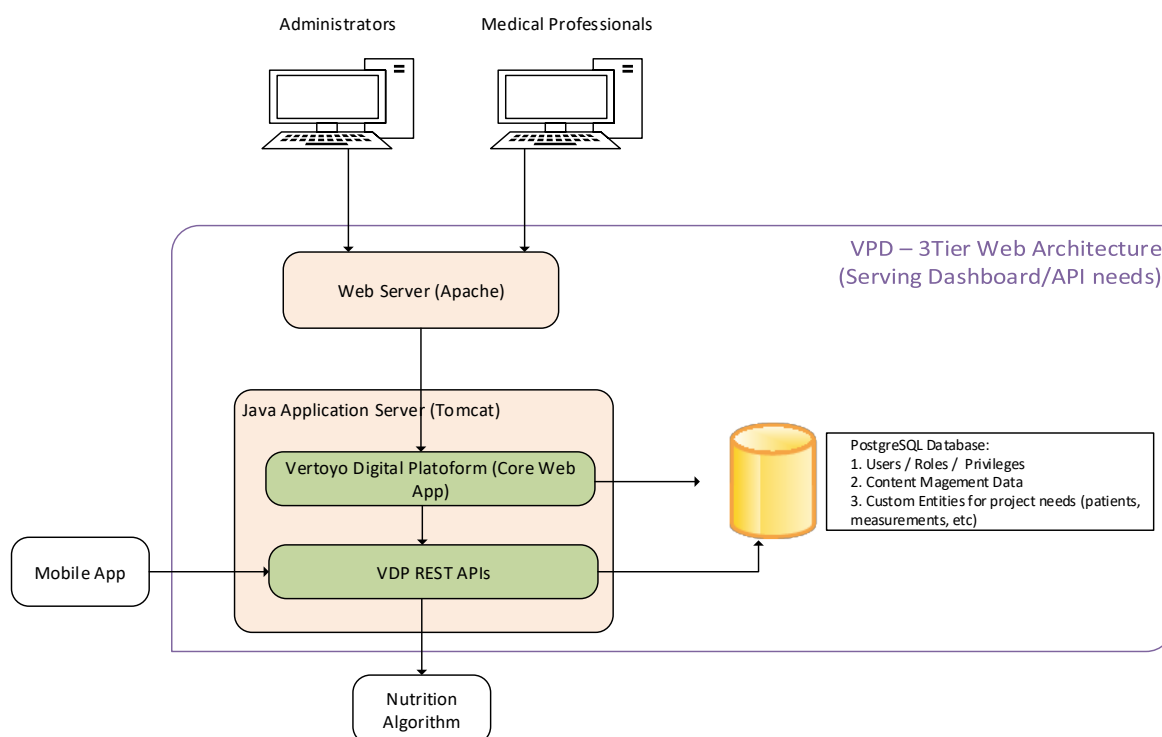 Administrators
Medical Professionals
VPD – 3Tier Web Architecture
(Serving Dashboard/API needs)
Web Server (Apache)
Java Application Server (Tomcat)
Vertoyo Digital Platoform (Core Web
App)
PostgreSQL Database:
1. Users / Roles / Privileges
2. Content Magement Data
3. Custom Entities for project needs (patients,
measurements, etc)
Mobile App
VDP REST APIs
Nutrition
Algorithm